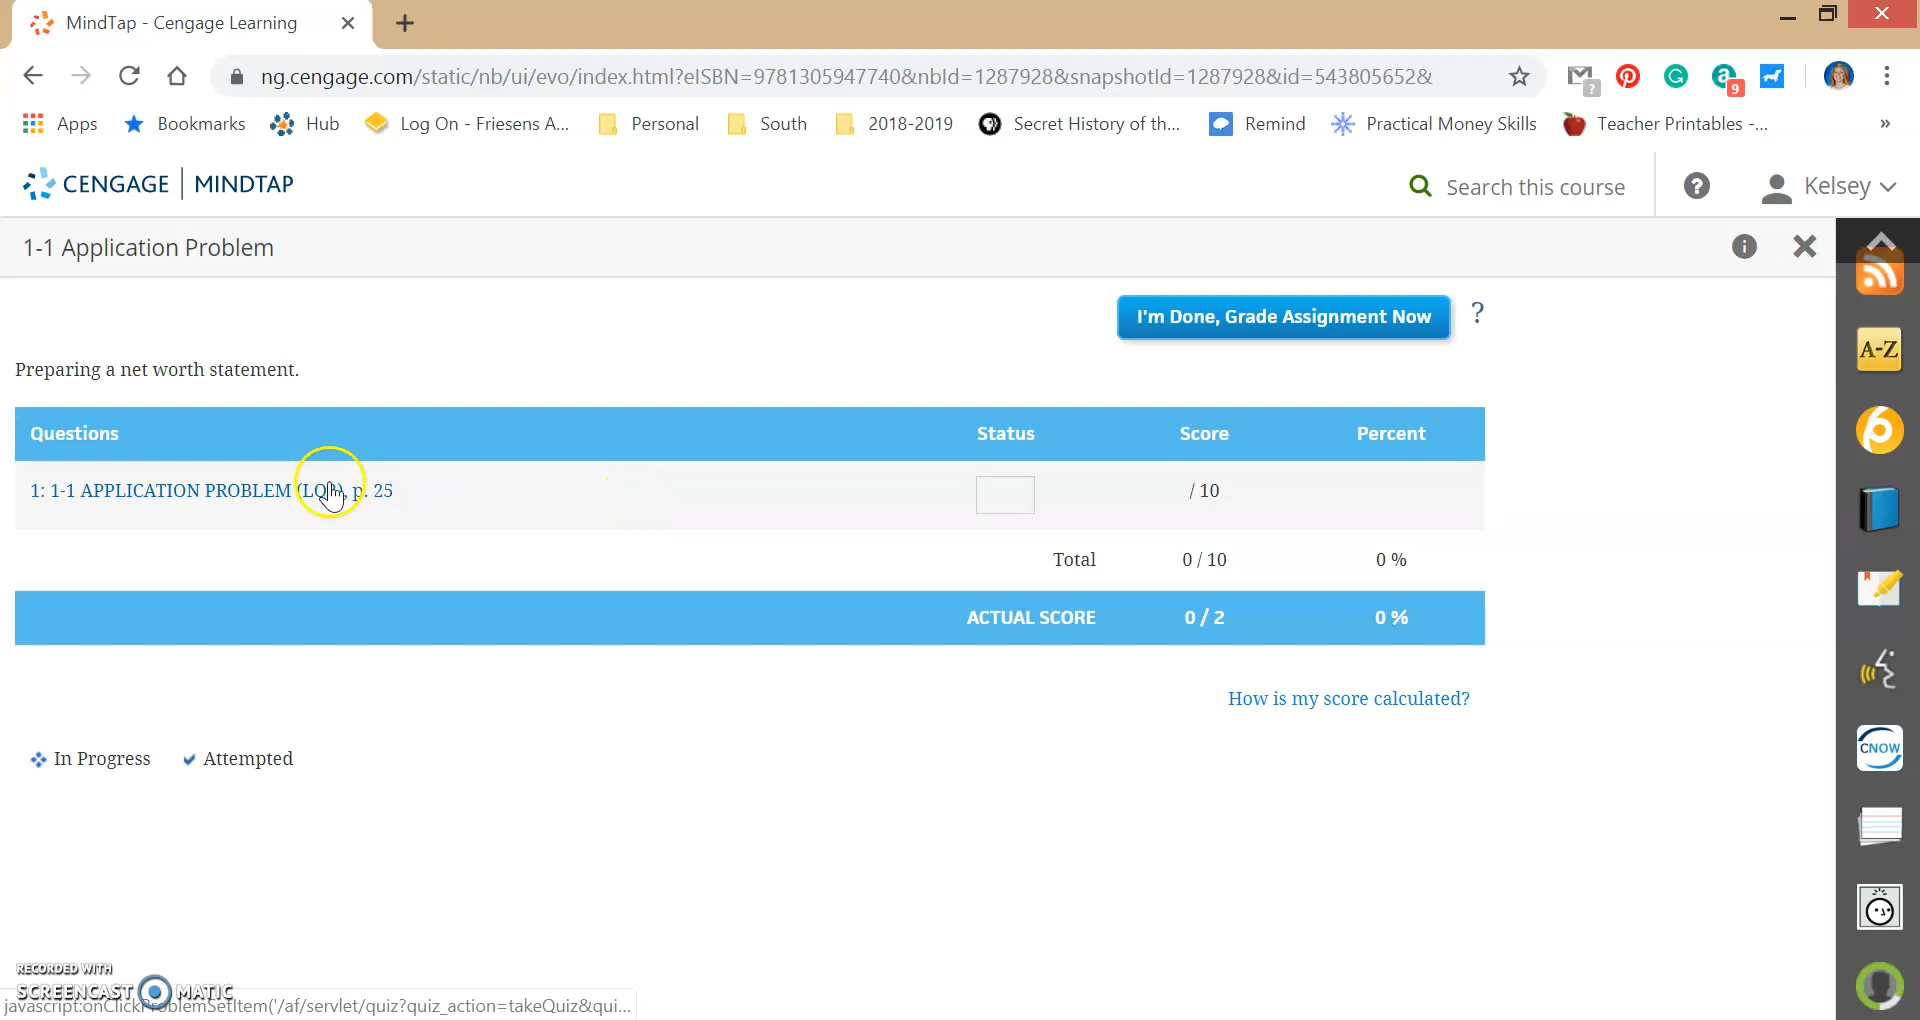 MindTap - Cengage Learning
ng.cengage.com/static/nb/ui/evo/index.html?eISBN=9781305947740&nbId=1287928&snapshotId=1287928&id=543805652&
? 9
Apps Bookmarks Hub Log On - Friesens A... Personal South 2018-2019 Secret History of th... Remind Practical Money Skills Teacher Printables -... »
CENGAGE | MINDTAP Search this course ? Kelsey
1-1 Application Problem
I'm Done, Grade Assignment Now ?
A-Z
Preparing a net worth statement.
Questions Status Score Percent
1: 1-1 APPLICATION PROBLEM (LO2), p. 25 / 10
Total 0 / 10 0 %
ACTUAL SCORE 0 / 2 0 %
How is my score calculated?
CNOW
In Progress Attempted
RECORDED WITH
SCREENCAST MATIC
javascript:onClickProblemSetItem('/af/servlet/quiz?quiz_action=takeQuiz&qui...